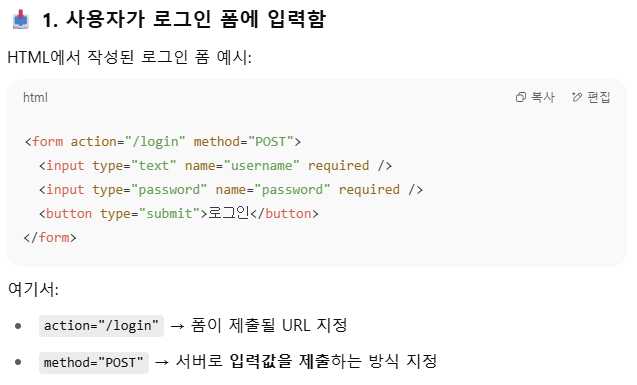 1. 사용자가 로그인 폼에 입력함
HTML에서 작성된 로그인 폼 예시:
html 복사 편집
<form action="/login" method="POST">
  <input type="text" name="username" required />
  <input type="password" name="password" required />
  <button type="submit">로그인</button>
</form>
여기서:
• action="/login" → 폼이 제출될 URL 지정
• method="POST" → 서버로 입력값을 제출하는 방식 지정